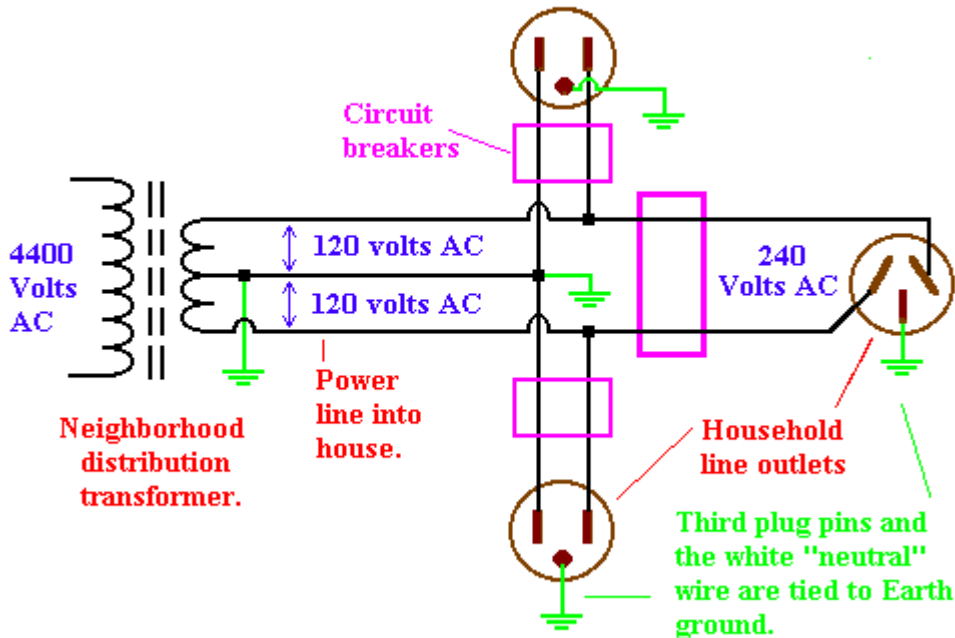 Circuit
breakers
4400
Volts
AC
120 volts AC
120 volts AC
240
Volts AC
Power
line into
house.
Neighborhood
distribution
transformer.
Household
line outlets
Third plug pins and
the white "neutral"
wire are tied to Earth
ground.